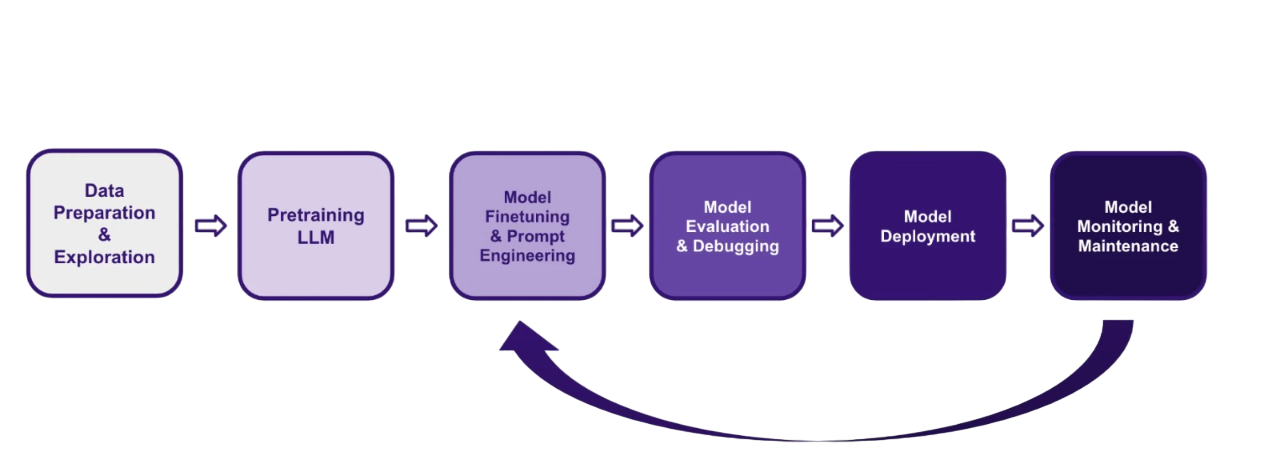 Data
Preparation
&
Exploration
Pretraining
LLM
Model
Finetuning
& Prompt
Engineering
Model
Evaluation
& Debugging
Model
Deployment
Model
Monitoring &
Maintenance